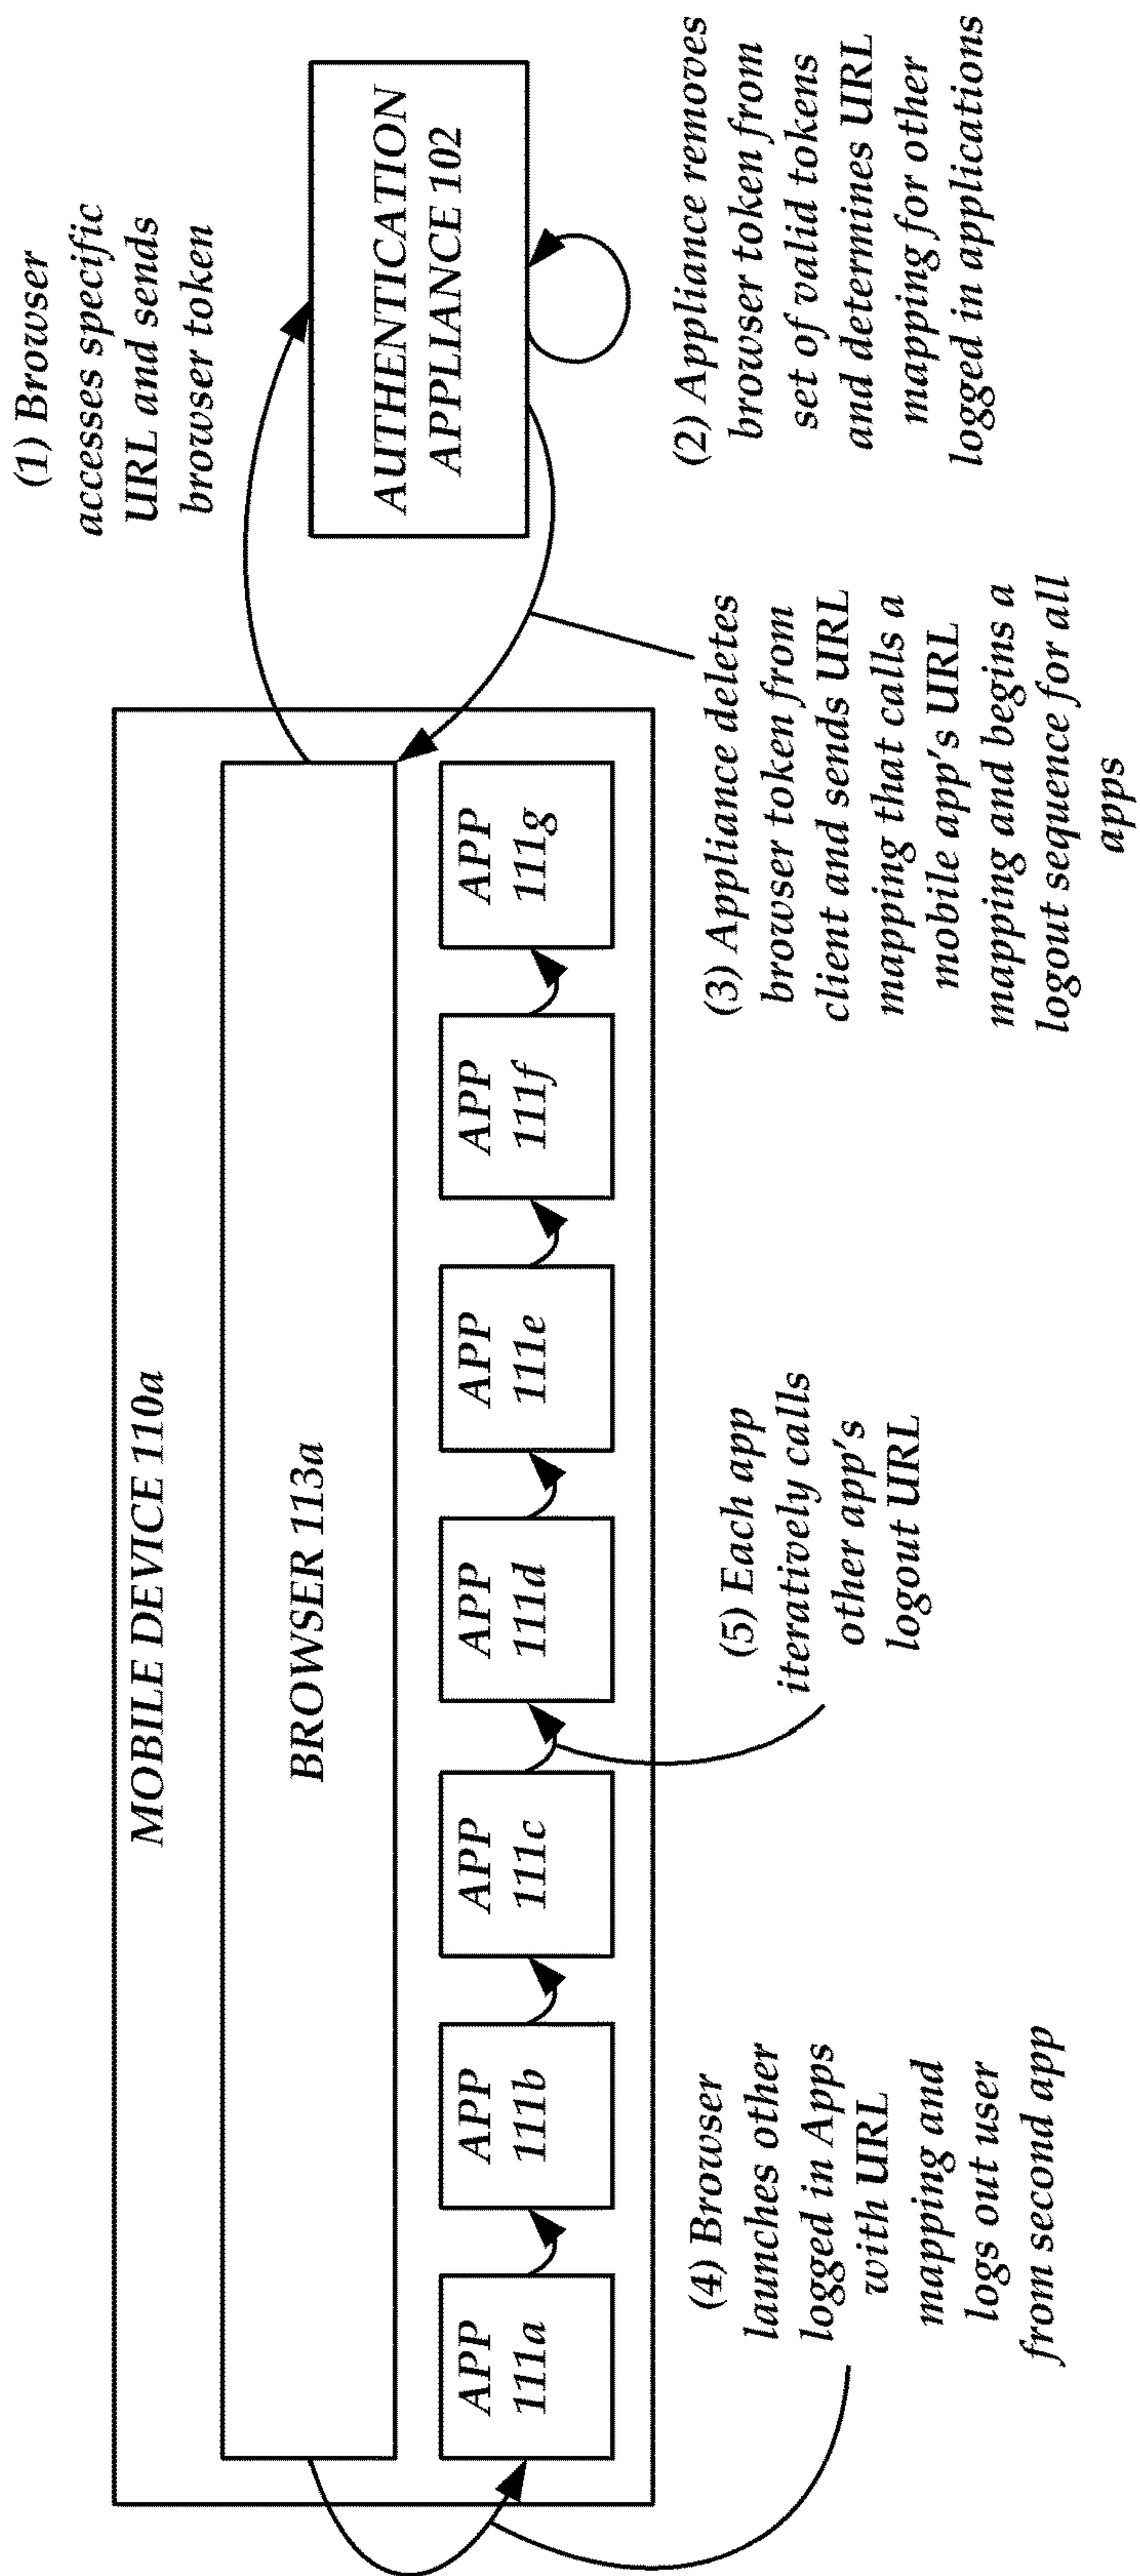 (1) Browser
accesses specific
URL and sends
browser token
MOBILE DEVICE 110a
BROWSER 113a
AUTHENTICATION
APPLIANCE 102
APP
111a
APP
111b
APP
111c
APP
111d
APP
111e
APP
111f
APP
111g
(2) Appliance removes
browser token from
set of valid tokens
and determines URL
mapping for other
logged in applications
(3) Appliance deletes
browser token from
client and sends URL
mapping that calls a
mobile app's URL
mapping and begins a
logout sequence for all
apps
(4) Browser
launches other
logged in Apps
with URL
mapping and
logs out user
from second app
(5) Each app
iteratively calls
other app's
logout URL